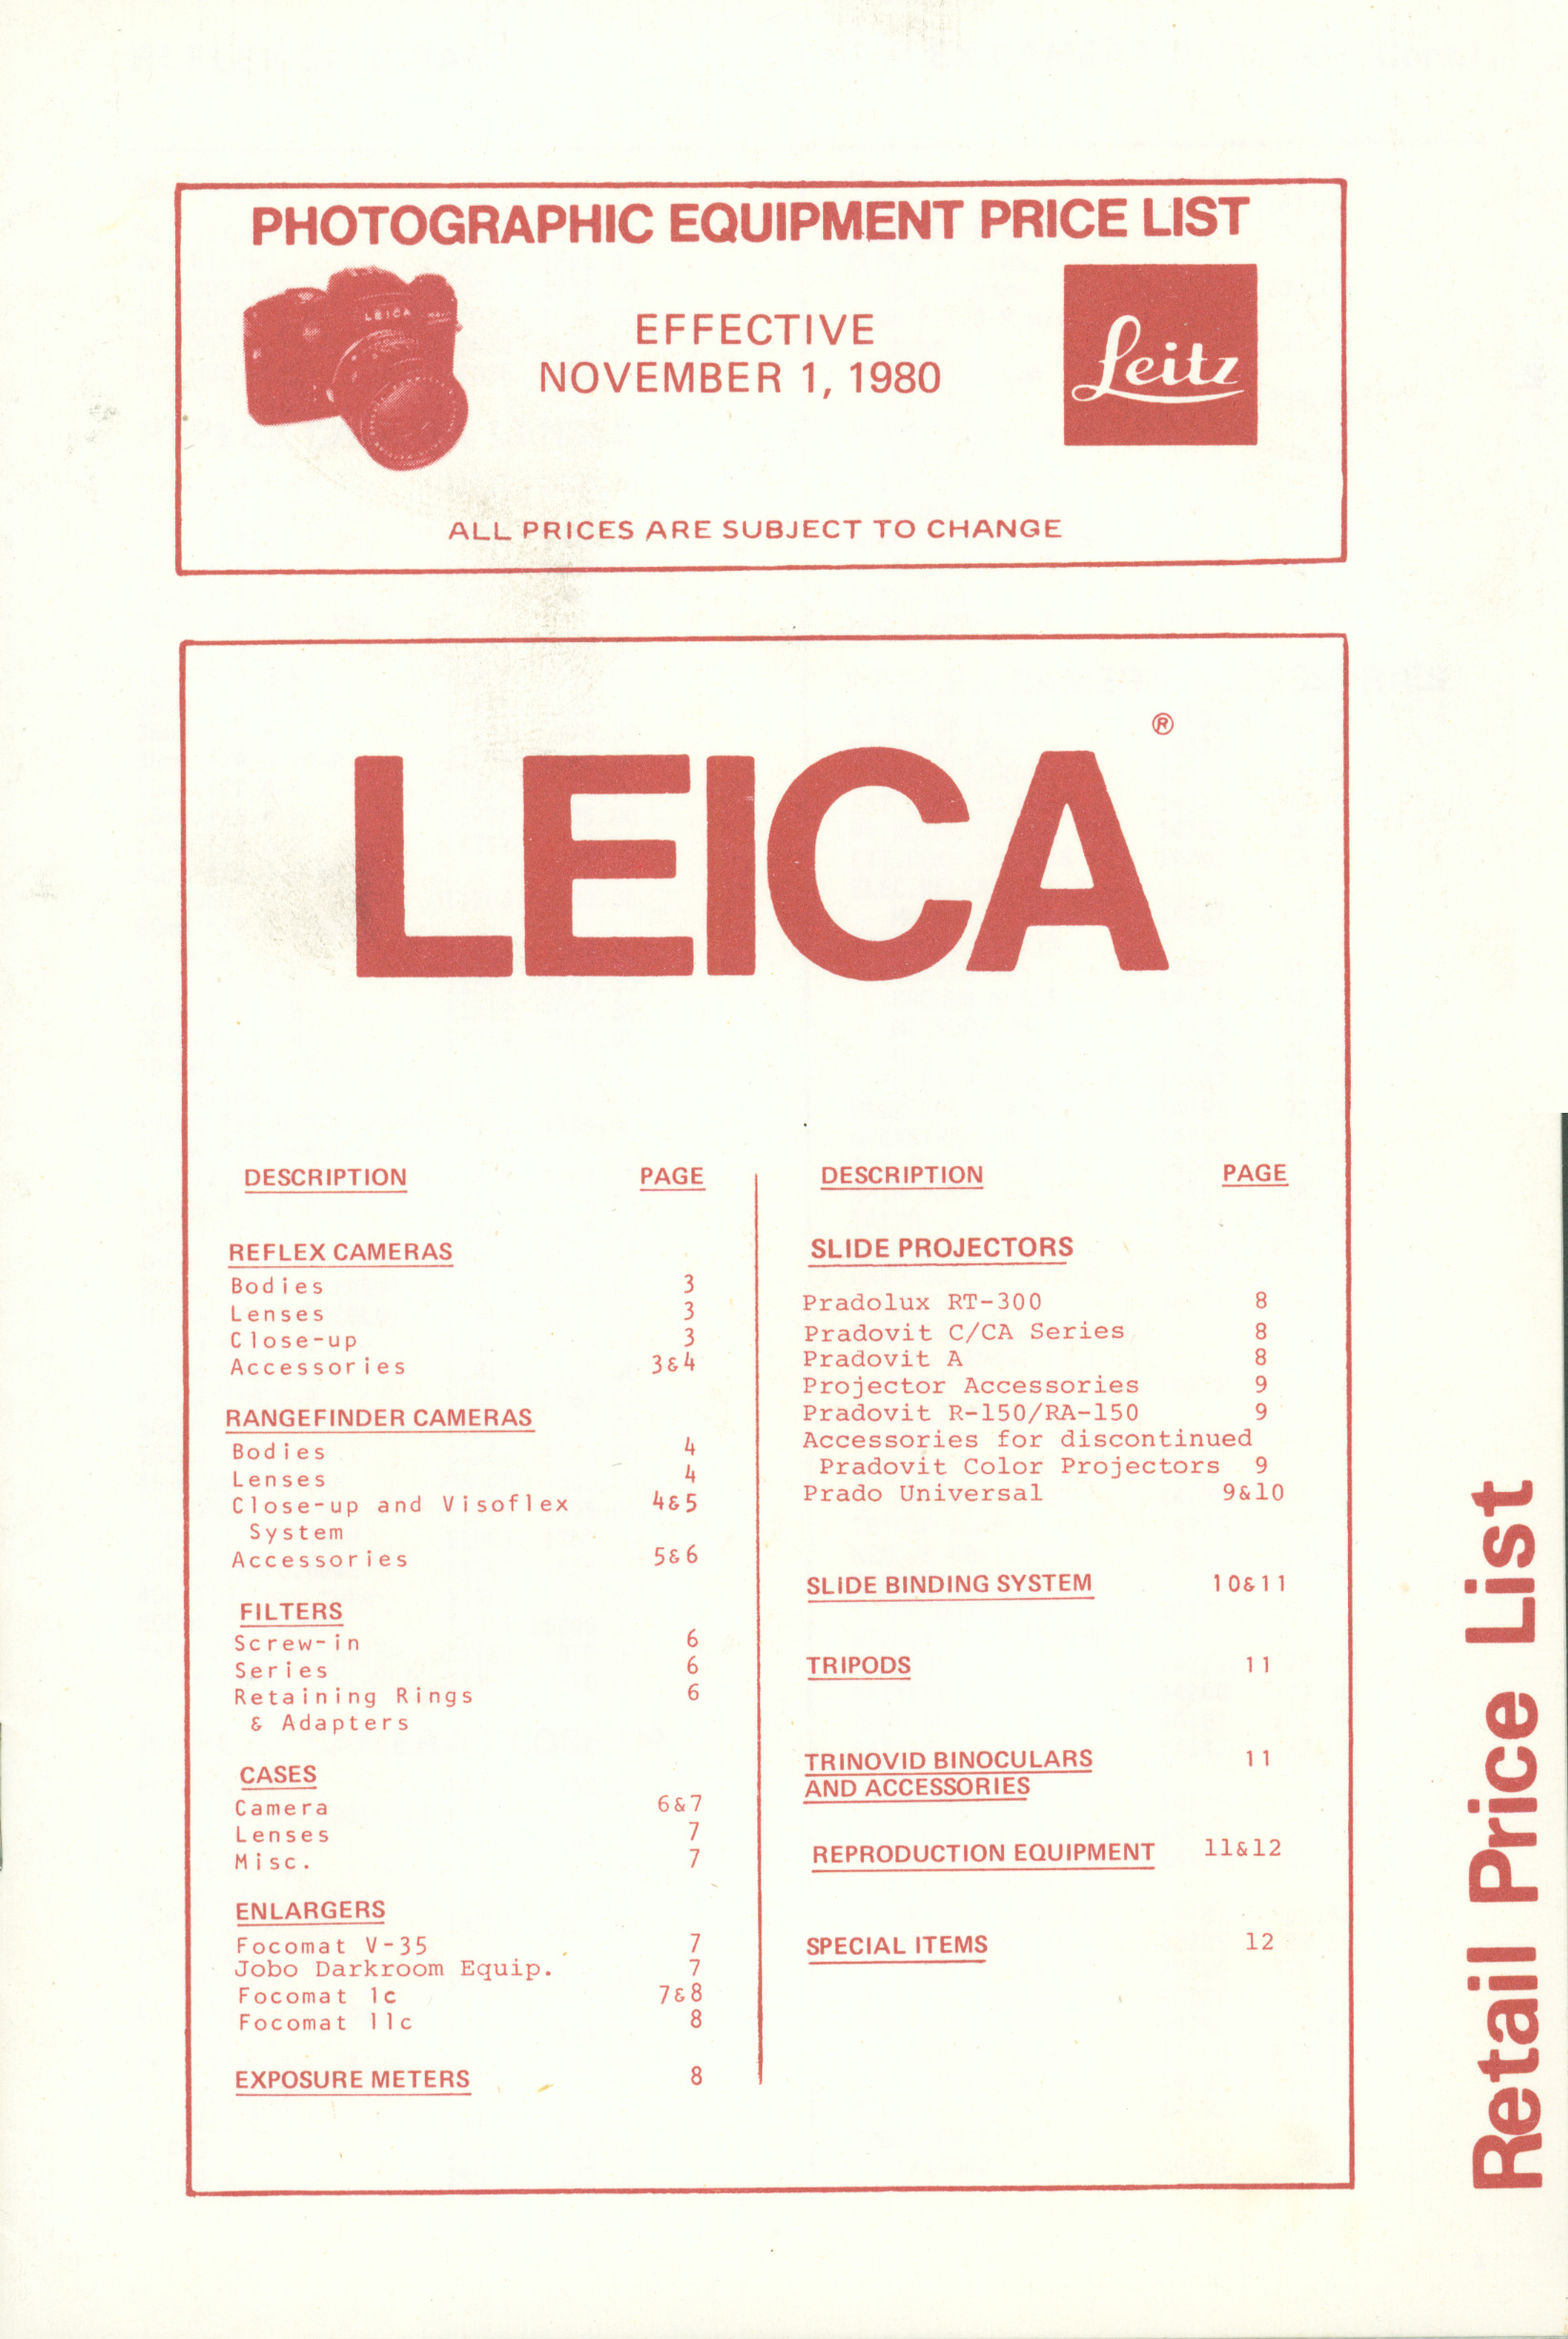 PHOTOGRAPHIC EQUIPMENT PRICE LIST
LEICA
EFFECTIVE
NOVEMBER 1, 1980
Leitz
ALL PRICES ARE SUBJECT TO CHANGE
LEICA®
DESCRIPTION PAGE
REFLEX CAMERAS
Bodies 3
Lenses 3
Close-up 3
Accessories 3&4
RANGEFINDER CAMERAS
Bodies 4
Lenses 4
Close-up and Visoflex 4&5
System
Accessories 5&6
FILTERS
Screw-in 6
Series 6
Retaining Rings 6
& Adapters
CASES
Camera 6&7
Lenses 7
Misc. 7
ENLARGERS
Focomat V-35 7
Jobo Darkroom Equip. 7
Focomat 1c 7&8
Focomat 11c 8
EXPOSURE METERS 8
DESCRIPTION PAGE
SLIDE PROJECTORS
Pradolux RT-300 8
Pradovit C/CA Series 8
Pradovit A 8
Projector Accessories 9
Pradovit R-150/RA-150 9
Accessories for discontinued
Pradovit Color Projectors 9
Prado Universal 9&10
SLIDE BINDING SYSTEM 10&11
TRIPODS 11
TRINOVID BINOCULARS 11
AND ACCESSORIES
REPRODUCTION EQUIPMENT 11&12
SPECIAL ITEMS 12
Retail Price List